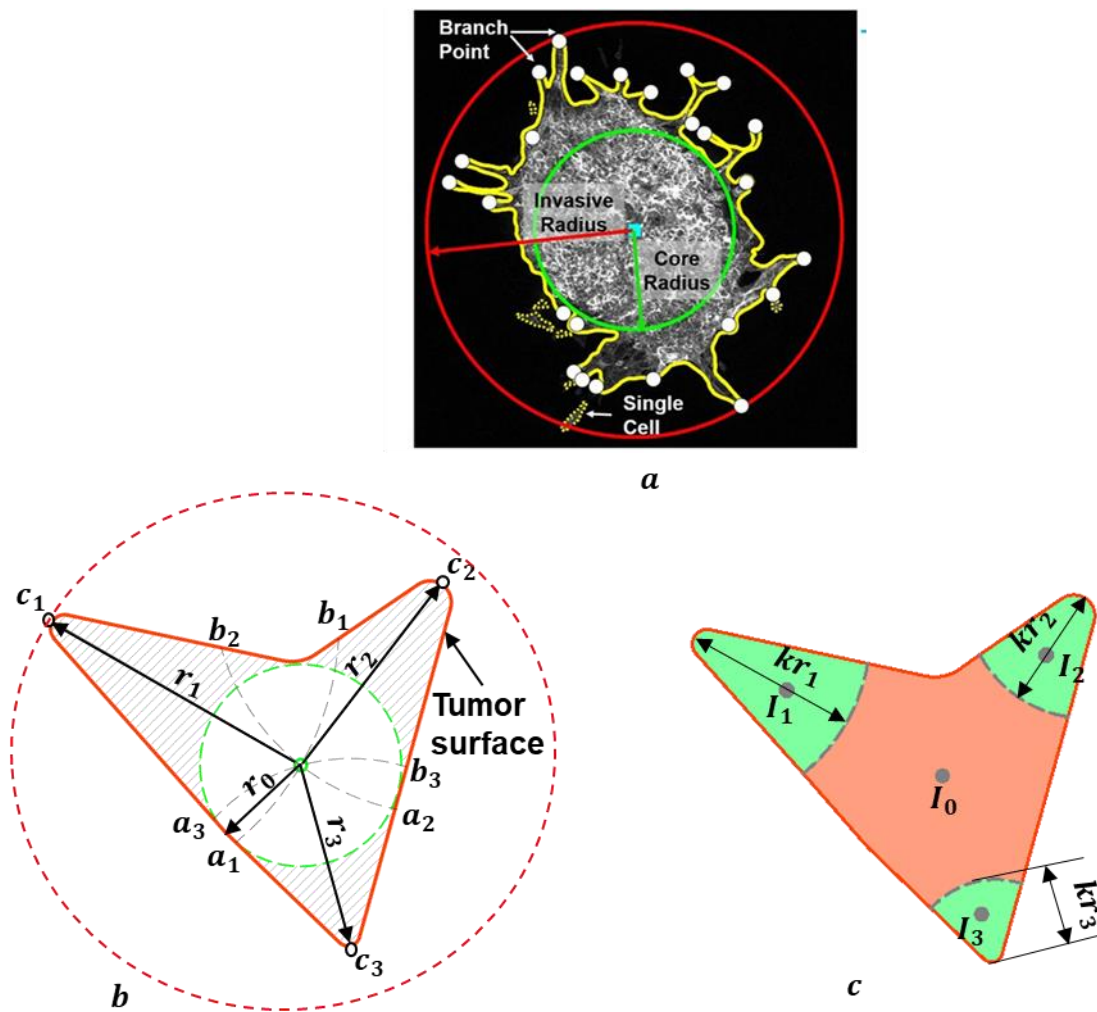 Branch
Point
Invasive
Radius
Core
Radius
Single
Cell
a
c₁
c₂
b₂
b₁
r₁
r₂
Tumor
surface
r₀
b₃
a₃
a₂
a₁
r₃
c₃
b
kr₁
kr₂
I₁
I₂
I₀
I₃
kr₃
c